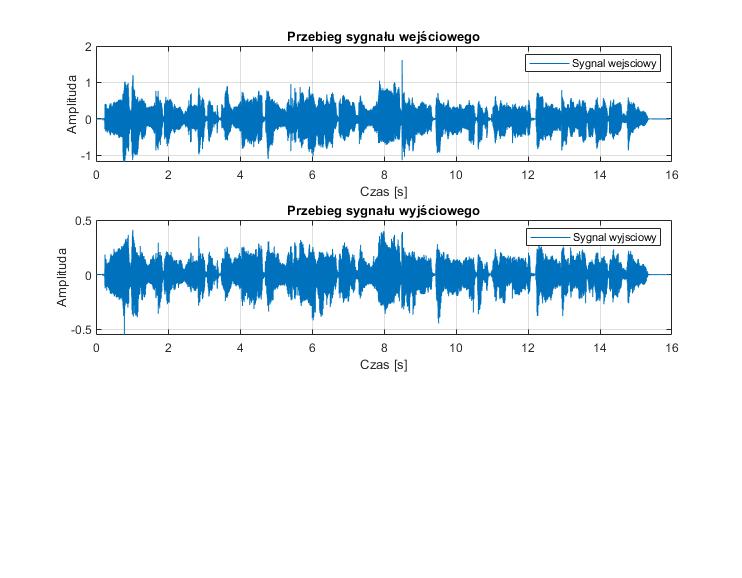 Przebieg sygnału wejściowego
2
1
0
-1
Amplituda
Sygnal wejsciowy
0 2 4 6 8 10 12 14 16
Czas [s]
Przebieg sygnału wyjściowego
0.5
0
-0.5
Amplituda
Sygnal wyjsciowy
0 2 4 6 8 10 12 14 16
Czas [s]